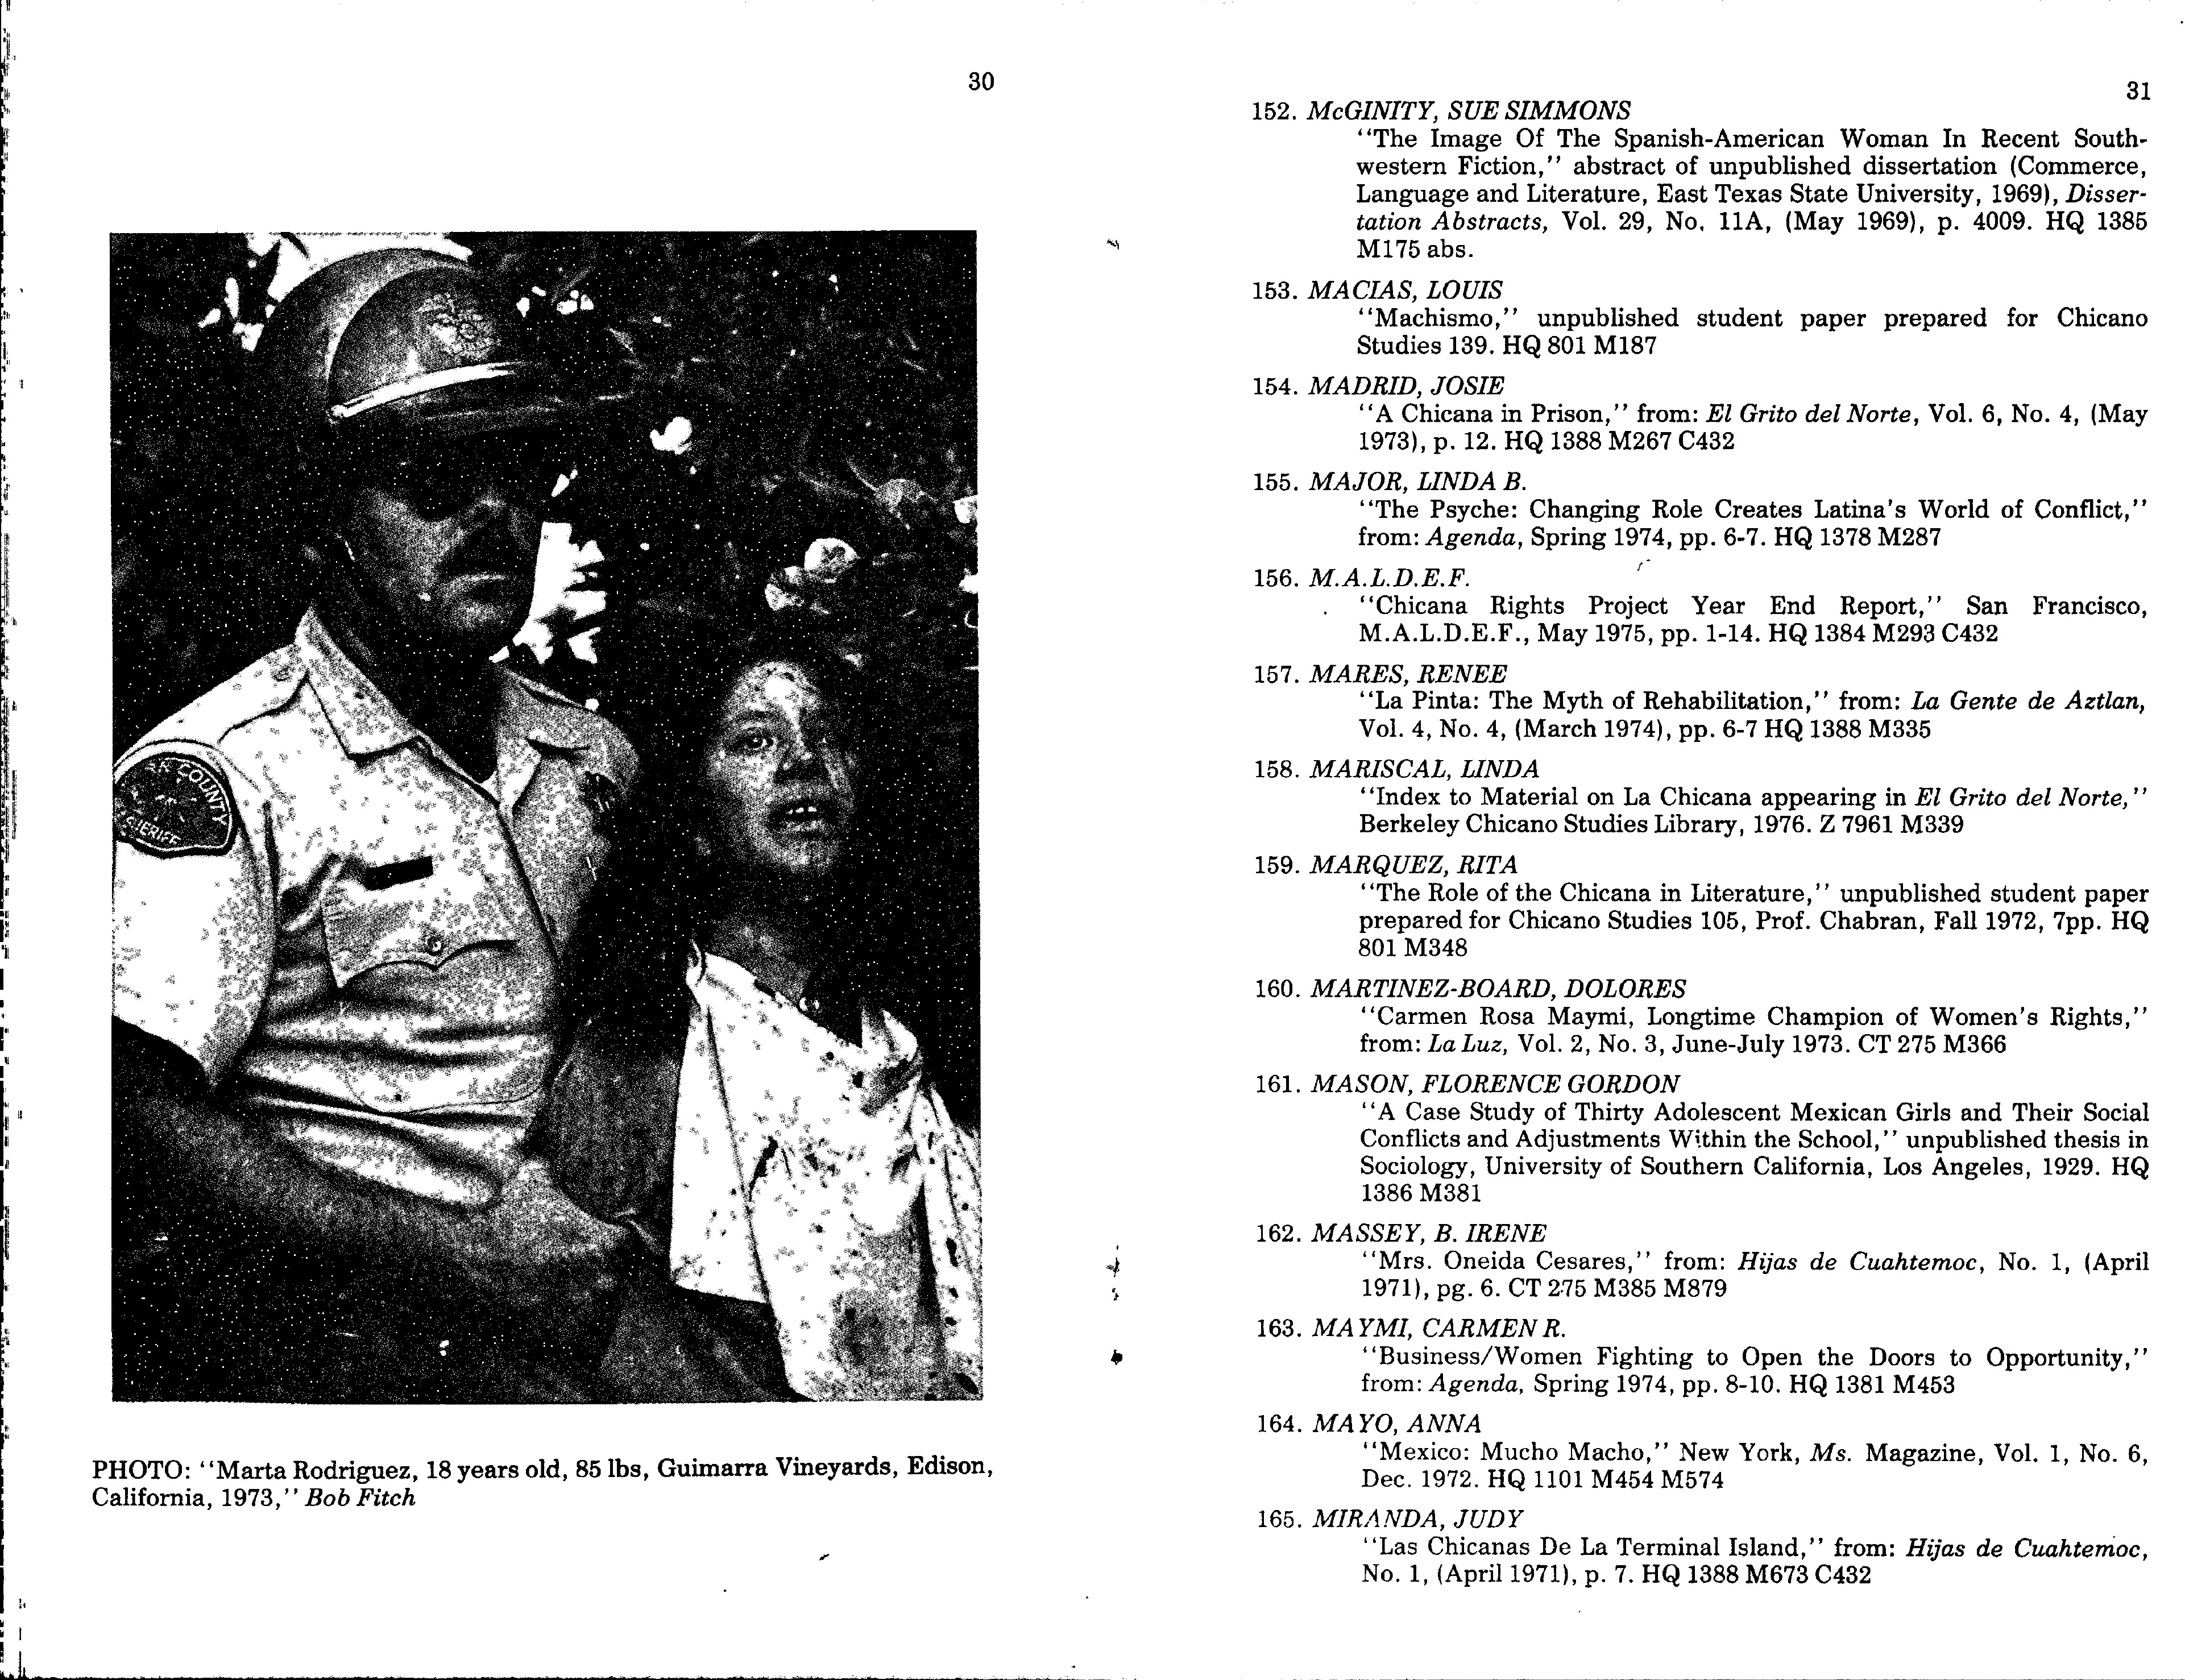 30
COUNTY
SHERIFF
PHOTO: "Marta Rodriguez, 18 years old, 85 lbs, Guimarra Vineyards, Edison,
California, 1973," Bob Fitch
31
152. McGINITY, SUE SIMMONS
"The Image Of The Spanish-American Woman In Recent South-
western Fiction," abstract of unpublished dissertation (Commerce,
Language and Literature, East Texas State University, 1969), Disser-
tation Abstracts, Vol. 29, No. 11A, (May 1969), p. 4009. HQ 1385
M175 abs.
153. MACIAS, LOUIS
"Machismo," unpublished student paper prepared for Chicano
Studies 139. HQ 801 M187
154. MADRID, JOSIE
"A Chicana in Prison," from: El Grito del Norte, Vol. 6, No. 4, (May
1973), p. 12. HQ 1388 M267 C432
155. MAJOR, LINDA B.
"The Psyche: Changing Role Creates Latina's World of Conflict,"
from: Agenda, Spring 1974, pp. 6-7. HQ 1378 M287
156. M.A.L.D.E.F.
"Chicana Rights Project Year End Report," San Francisco,
M.A.L.D.E.F., May 1975, pp. 1-14. HQ 1384 M293 C432
157. MARES, RENEE
"La Pinta: The Myth of Rehabilitation," from: La Gente de Aztlan,
Vol. 4, No. 4, (March 1974), pp. 6-7 HQ 1388 M335
158. MARISCAL, LINDA
"Index to Material on La Chicana appearing in El Grito del Norte,"
Berkeley Chicano Studies Library, 1976. Z 7961 M339
159. MARQUEZ, RITA
"The Role of the Chicana in Literature," unpublished student paper
prepared for Chicano Studies 105, Prof. Chabran, Fall 1972, 7pp. HQ
801 M348
160. MARTINEZ-BOARD, DOLORES
"Carmen Rosa Maymi, Longtime Champion of Women's Rights,"
from: La Luz, Vol. 2, No. 3, June-July 1973. CT 275 M366
161. MASON, FLORENCE GORDON
"A Case Study of Thirty Adolescent Mexican Girls and Their Social
Conflicts and Adjustments Within the School," unpublished thesis in
Sociology, University of Southern California, Los Angeles, 1929. HQ
1386 M381
162. MASSEY, B. IRENE
"Mrs. Oneida Cesares," from: Hijas de Cuahtemoc, No. 1, (April
1971), pg. 6. CT 275 M385 M879
163. MAYMI, CARMEN R.
"Business/Women Fighting to Open the Doors to Opportunity,"
from: Agenda, Spring 1974, pp. 8-10. HQ 1381 M453
164. MAYO, ANNA
"Mexico: Mucho Macho," New York, Ms. Magazine, Vol. 1, No. 6,
Dec. 1972. HQ 1101 M454 M574
165. MIRANDA, JUDY
"Las Chicanas De La Terminal Island," from: Hijas de Cuahtemoc,
No. 1, (April 1971), p. 7. HQ 1388 M673 C432